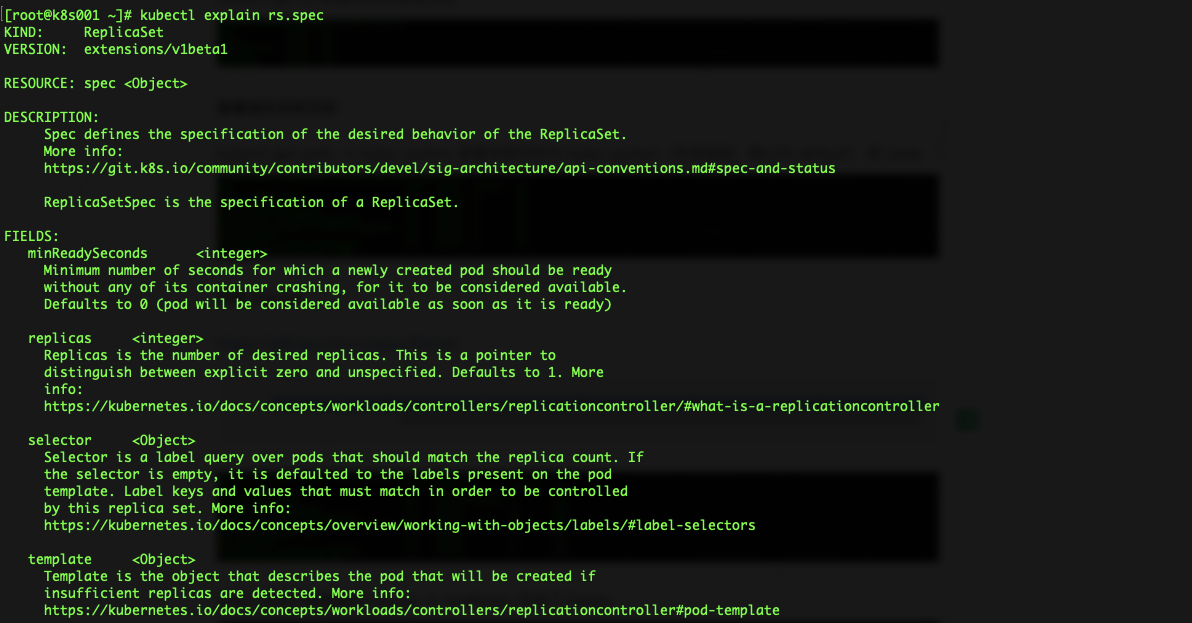 [root@k8s001 ~]# kubectl explain rs.spec
KIND:     ReplicaSet
VERSION:  extensions/v1beta1
RESOURCE: spec <Object>
DESCRIPTION:
     Spec defines the specification of the desired behavior of the ReplicaSet.
     More info:
     https://git.k8s.io/community/contributors/devel/sig-architecture/api-conventions.md#spec-and-status
     ReplicaSetSpec is the specification of a ReplicaSet.
FIELDS:
   minReadySeconds      <integer>
     Minimum number of seconds for which a newly created pod should be ready
     without any of its container crashing, for it to be considered available.
     Defaults to 0 (pod will be considered available as soon as it is ready)
   replicas     <integer>
     Replicas is the number of desired replicas. This is a pointer to
     distinguish between explicit zero and unspecified. Defaults to 1. More
     info:
     https://kubernetes.io/docs/concepts/workloads/controllers/replicationcontroller/#what-is-a-replicationcontroller
   selector     <Object>
     Selector is a label query over pods that should match the replica count. If
     the selector is empty, it is defaulted to the labels present on the pod
     template. Label keys and values that must match in order to be controlled
     by this replica set. More info:
     https://kubernetes.io/docs/concepts/overview/working-with-objects/labels/#label-selectors
   template     <Object>
     Template is the object that describes the pod that will be created if
     insufficient replicas are detected. More info:
     https://kubernetes.io/docs/concepts/workloads/controllers/replicationcontroller#pod-template